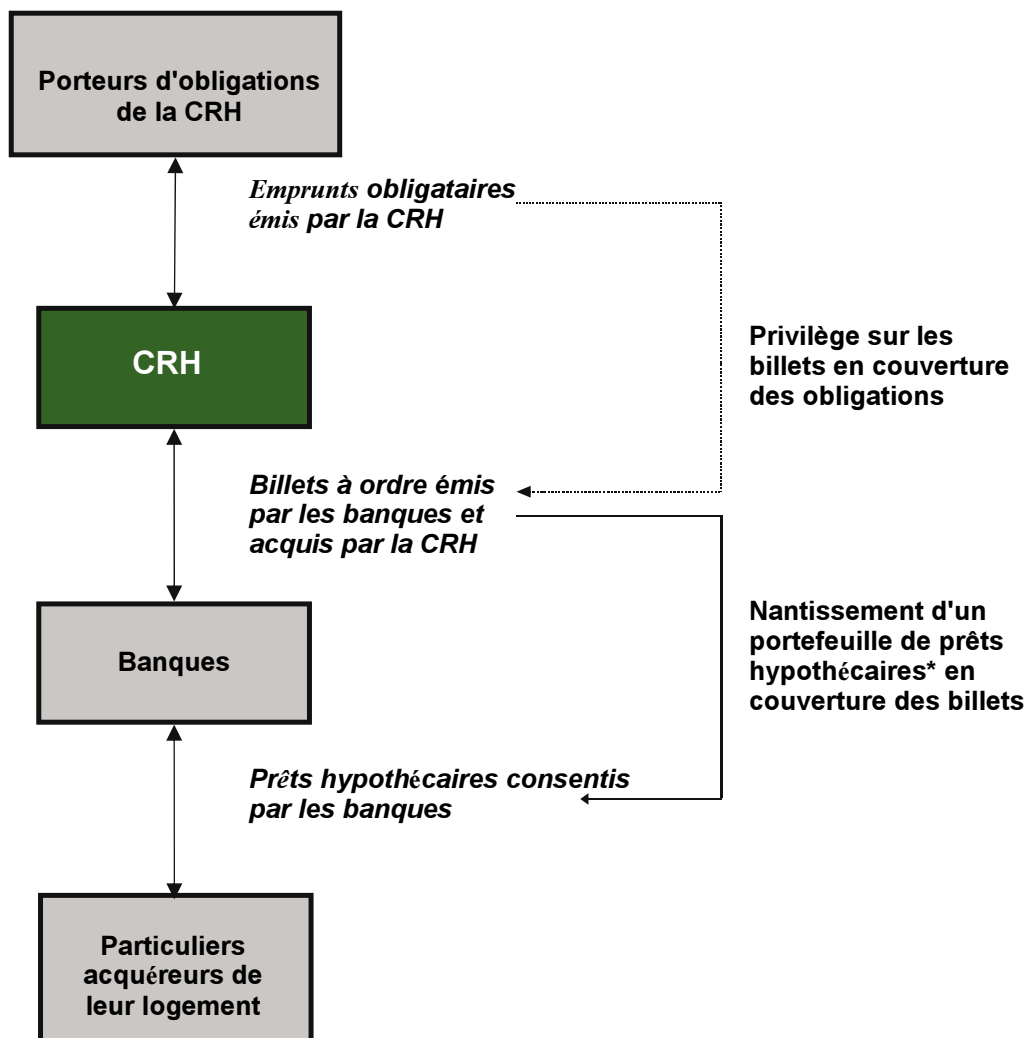 Porteurs d'obligations
de la CRH
Emprunts obligataires
émis par la CRH
CRH
Privilège sur les
billets en couverture
des obligations
Billets à ordre émis
par les banques et
acquis par la CRH
Banques
Nantissement d'un
portefeuille de prêts
hypothécaires* en
couverture des billets
Prêts hypothécaires consentis
par les banques
Particuliers
acquéreurs de
leur logement